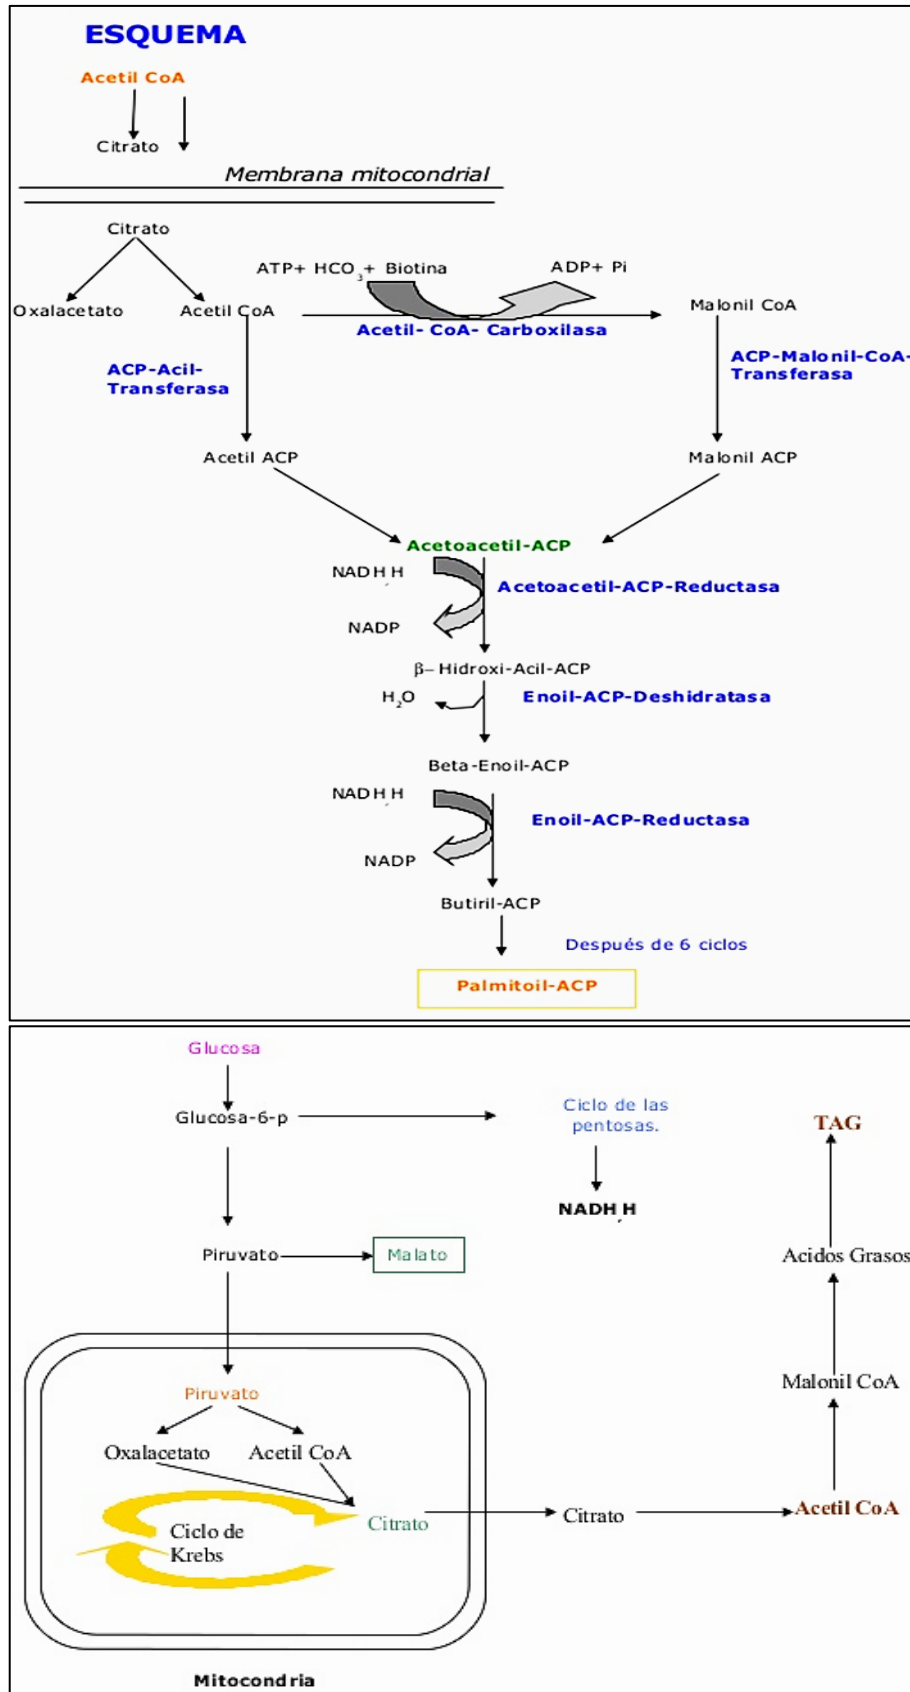 ESQUEMA
Acetil CoA
Citrato
Membrana mitocondrial
Citrato
ATP+ HCO3+ Biotina
ADP+ Pi
Oxalacetato
Acetil CoA
Malonil CoA
Acetil- CoA- Carboxilasa
ACP-Acil-
Transferasa
ACP-Malonil-CoA-
Transferasa
Acetil ACP
Malonil ACP
Acetoacetil-ACP
NADH,H
Acetoacetil-ACP-Reductasa
NADP
β– Hidroxi-Acil-ACP
H2O
Enoil-ACP-Deshidratasa
Beta-Enoil-ACP
NADH,H
Enoil-ACP-Reductasa
NADP
Butiril-ACP
Después de 6 ciclos
Palmitoil-ACP
Glucosa
Glucosa-6-p
Ciclo de las
pentosas.
TAG
NADH,H
Piruvato
Malato
Acidos Grasos
Piruvato
Malonil CoA
Oxalacetato
Acetil CoA
Citrato
Citrato
Acetil CoA
Ciclo de
Krebs
Mitocondria